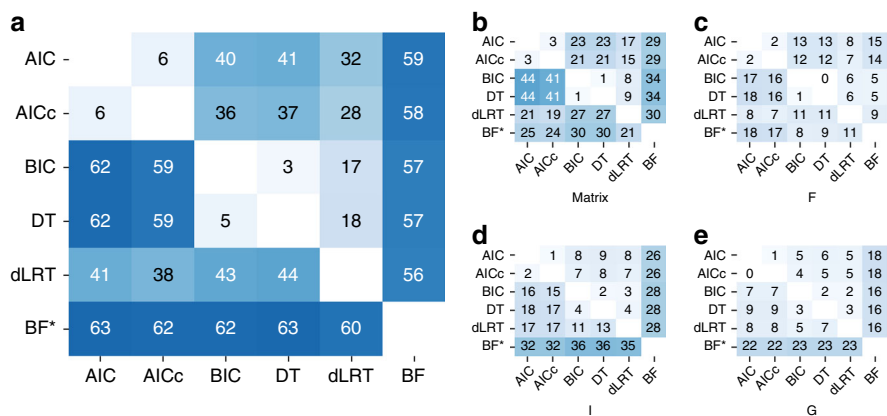 a
AIC 6 40 41 32 59
AICc 6 36 37 28 58
BIC 62 59 3 17 57
DT 62 59 5 18 57
dLRT 41 38 43 44 56
BF* 63 62 62 63 60
AIC AICc BIC DT dLRT BF
b
AIC 3 23 23 17 29
AICc 3 21 21 15 29
BIC 44 41 1 8 34
DT 44 41 1 9 34
dLRT 21 19 27 27 30
BF* 25 24 30 30 21
AIC AICc BIC DT dLRT BF
Matrix
c
AIC 2 13 13 8 15
AICc 2 12 12 7 14
BIC 17 16 0 6 5
DT 18 16 1 6 5
dLRT 8 7 11 11 9
BF* 18 17 8 9 11
AIC AICc BIC DT dLRT BF
F
d
AIC 1 8 9 8 26
AICc 2 7 8 7 26
BIC 16 15 2 3 28
DT 18 17 4 4 28
dLRT 17 17 11 13 28
BF* 32 32 36 36 35
AIC AICc BIC DT dLRT BF
I
e
AIC 1 5 6 5 18
AICc 0 4 5 5 18
BIC 7 7 2 2 16
DT 9 9 3 3 16
dLRT 8 8 5 7 16
BF* 22 22 23 23 23
AIC AICc BIC DT dLRT BF
G